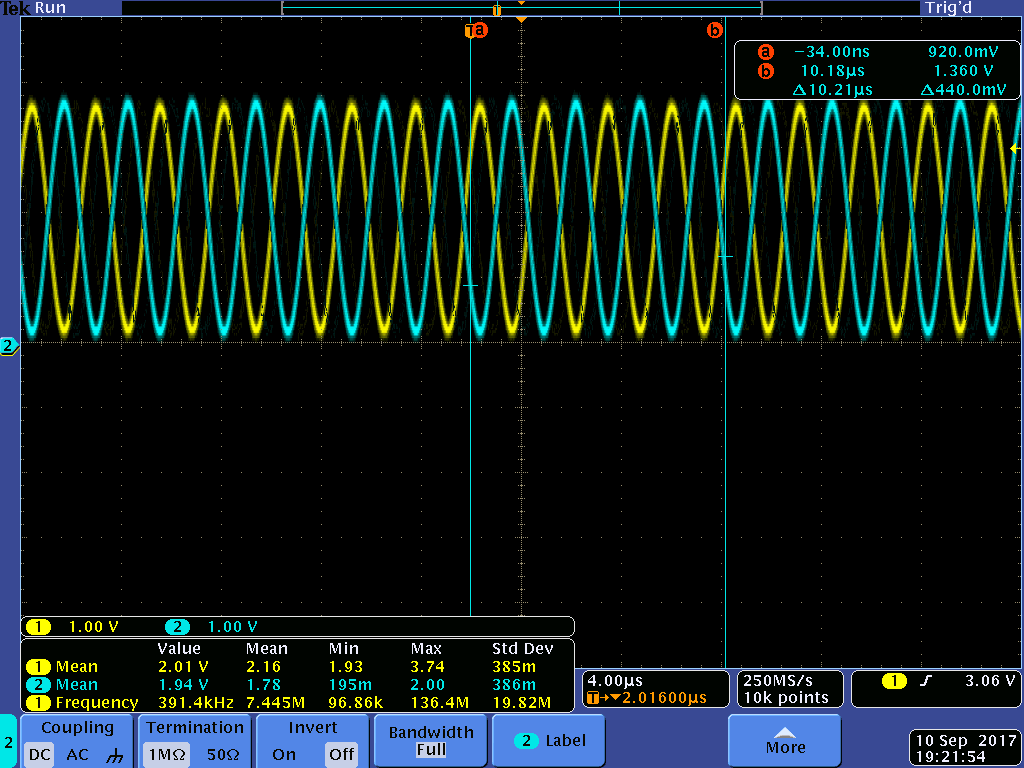 Tek Run Trig'd
T a b
a −34.00ns 920.0mV
b 10.18µs 1.360 V
Δ10.21µs Δ440.0mV
2
1 1.00 V 2 1.00 V
Value Mean Min Max Std Dev
1 Mean 2.01 V 2.16 1.93 3.74 385m
2 Mean 1.94 V 1.78 195m 2.00 386m
1 Frequency 391.4kHz 7.445M 96.86k 136.4M 19.82M
4.00µs
T→▼2.01600µs
250MS/s
10k points
1 3.06 V
2
Coupling
DC AC
Termination
1MΩ 50Ω
Invert
On Off
Bandwidth
Full
2 Label
More
10 Sep 2017
19:21:54